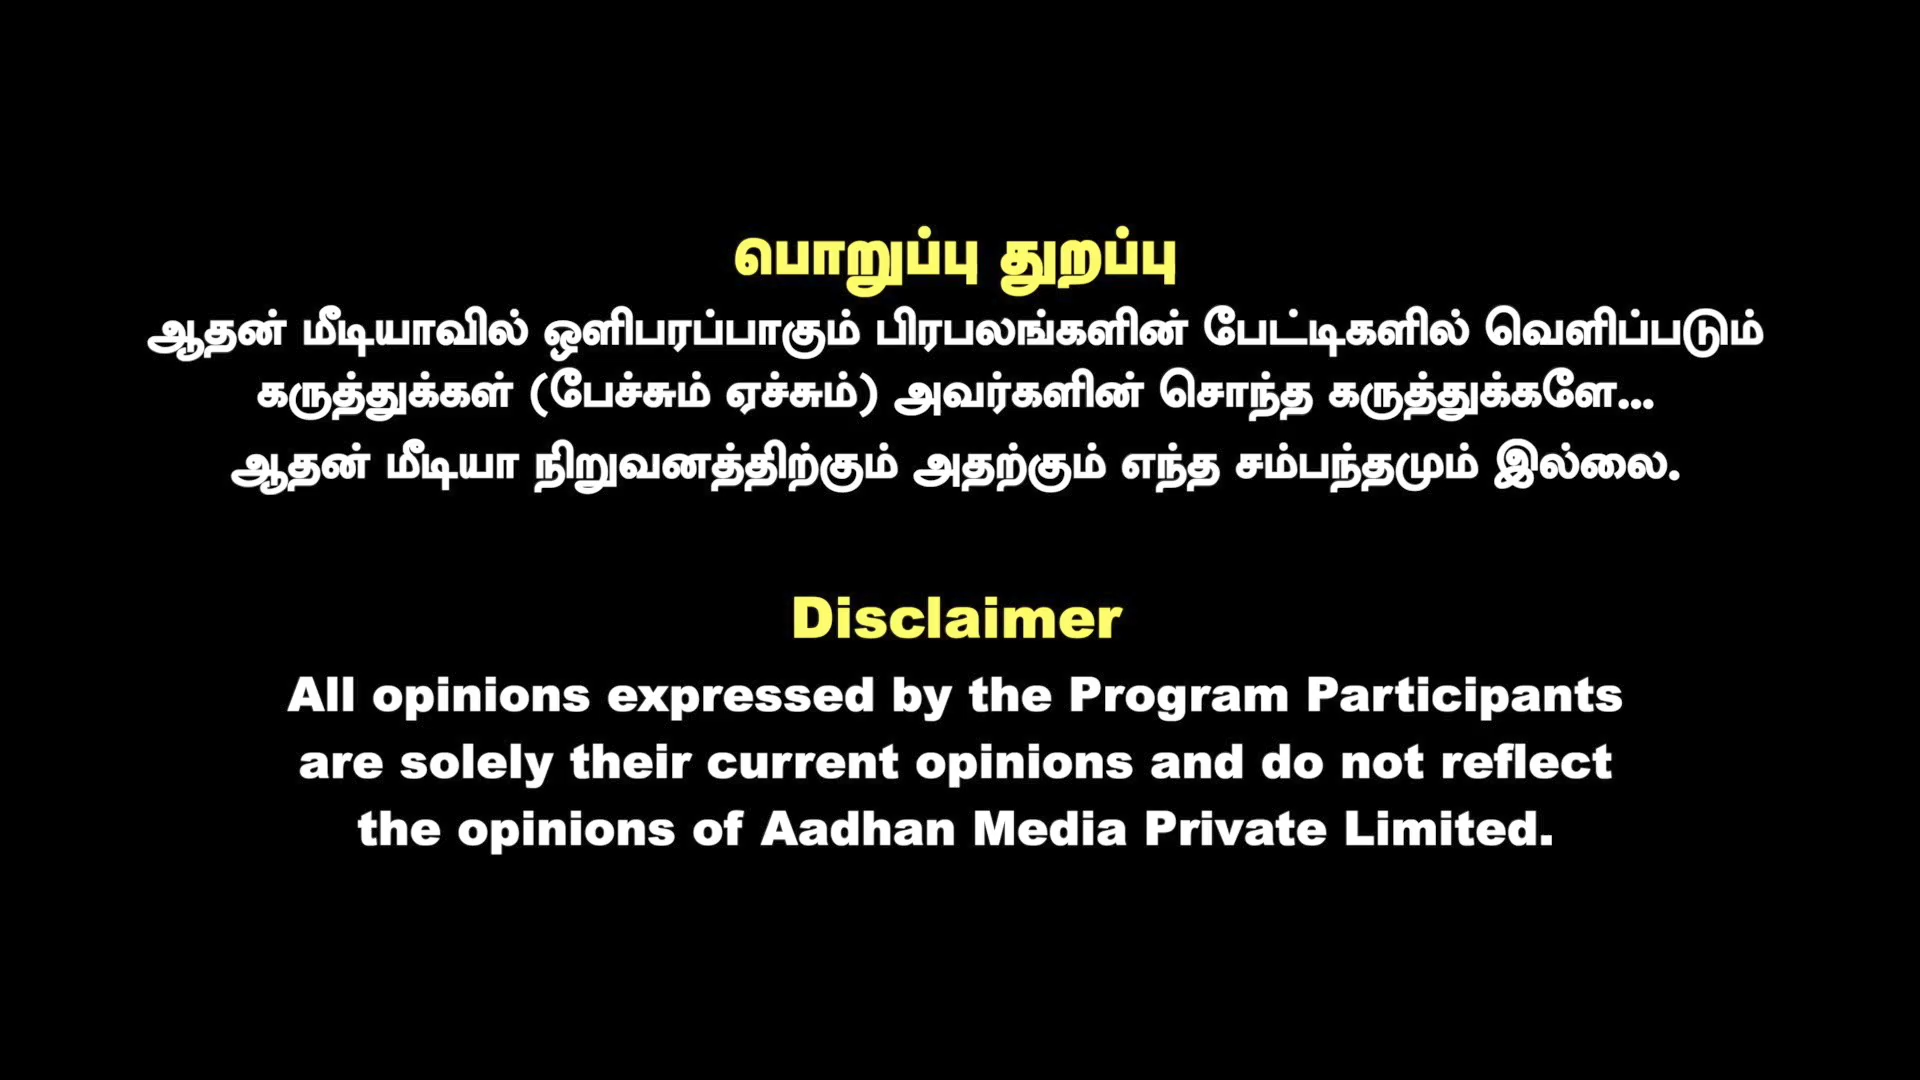 பொறுப்பு துறப்பு
ஆதன் மீடியாவில் ஒளிபரப்பாகும் பிரபலங்களின் பேட்டிகளில் வெளிப்படும்
கருத்துக்கள் (பேச்சும் ஏச்சும்) அவர்களின் சொந்த கருத்துக்களே...
ஆதன் மீடியா நிறுவனத்திற்கும் அதற்கும் எந்த சம்பந்தமும் இல்லை.
Disclaimer
All opinions expressed by the Program Participants
are solely their current opinions and do not reflect
the opinions of Aadhan Media Private Limited.